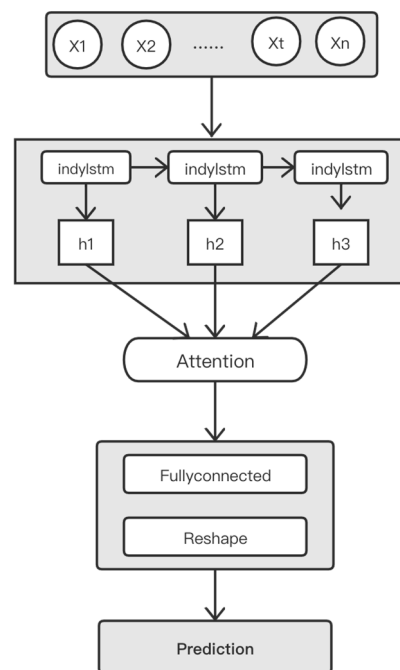 X1 X2 ...... Xt Xn
indylstm indylstm indylstm
h1 h2 h3
Attention
Fullyconnected
Reshape
Prediction